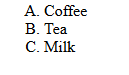 A. Coffee
B. Tea
C. Milk